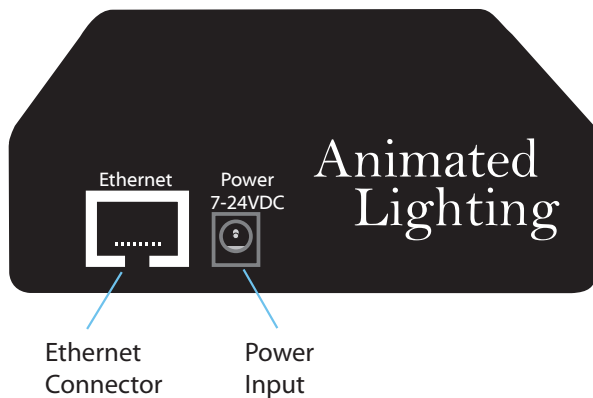 Animated
Lighting
Ethernet
Power
7-24VDC
Ethernet
Connector
Power
Input